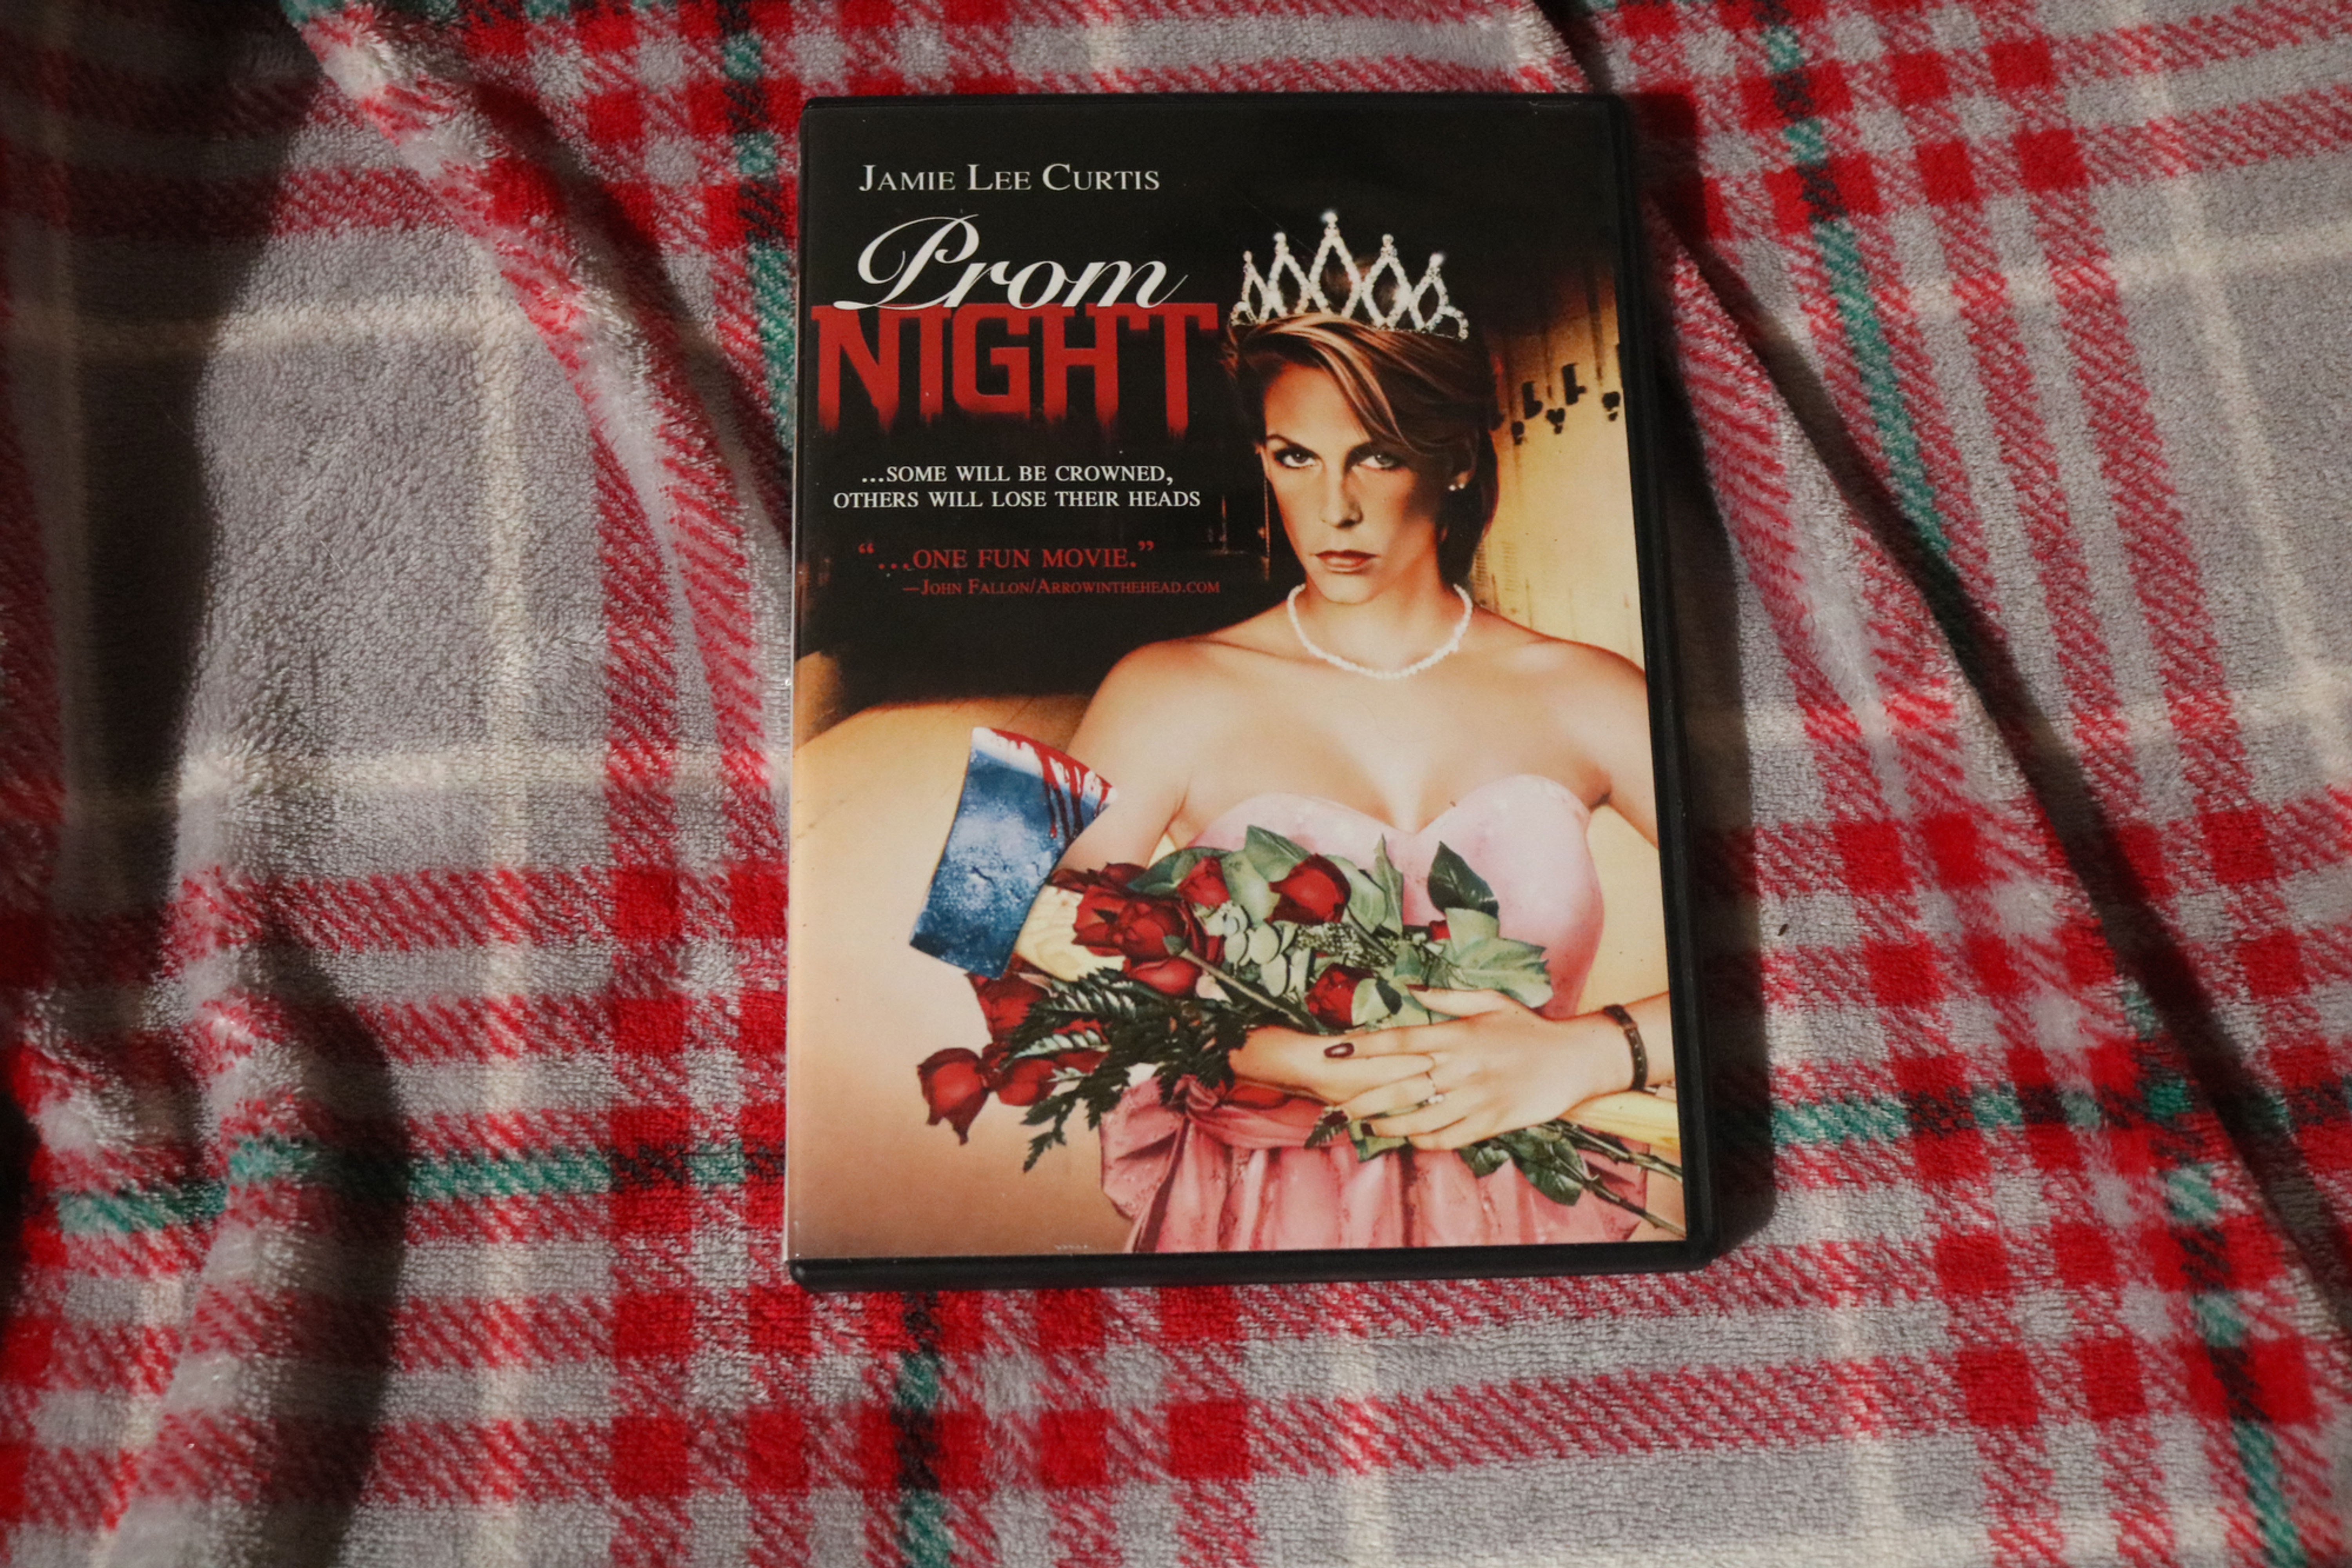 JAMIE LEE CURTIS
Prom
NIGHT
...SOME WILL BE CROWNED,
OTHERS WILL LOSE THEIR HEADS
"...ONE FUN MOVIE."
—JOHN FALLON/ARROWINTHEHEAD.COM